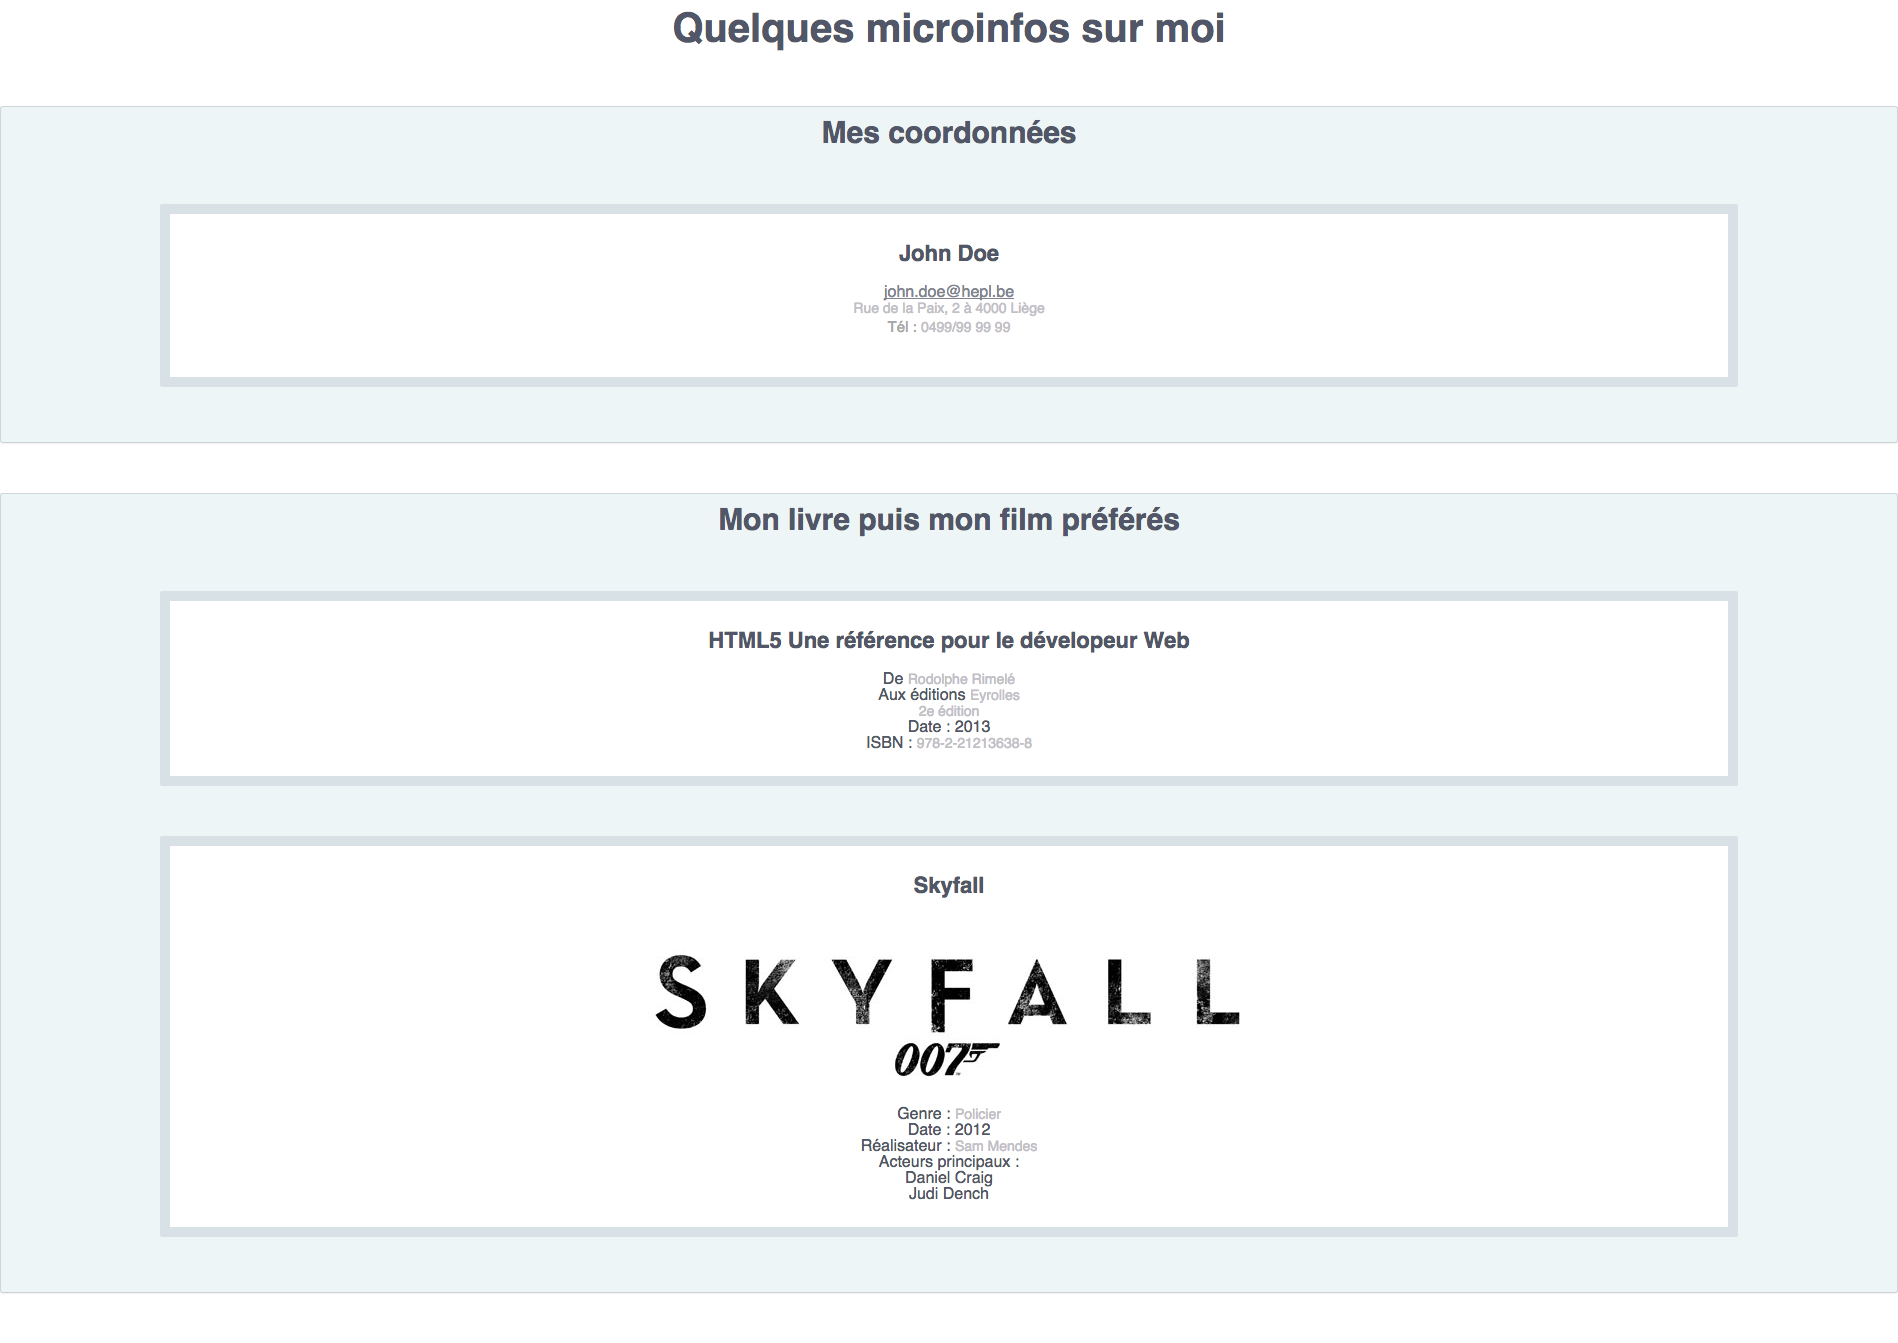 Quelques microinfos sur moi
Mes coordonnées
John Doe
john.doe@hepl.be
Rue de la Paix, 2 à 4000 Liège
Tél : 0499/99 99 99
Mon livre puis mon film préférés
HTML5 Une référence pour le dévelopeur Web
De Rodolphe Rimelé
Aux éditions Eyrolles
2e édition
Date : 2013
ISBN : 978-2-21213638-8
Skyfall
SKYFALL
007
Genre : Policier
Date : 2012
Réalisateur : Sam Mendes
Acteurs principaux :
Daniel Craig
Judi Dench